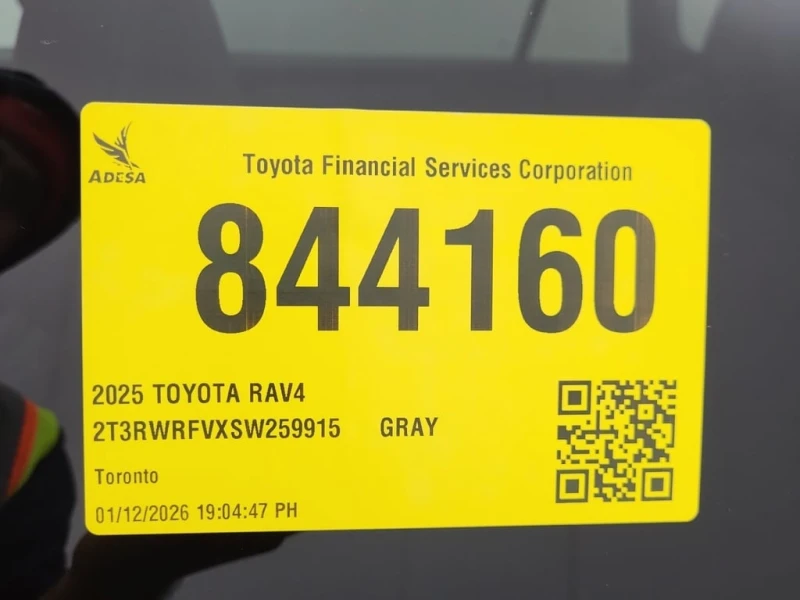 ADESA
Toyota Financial Services Corporation
844160
2025 TOYOTA RAV4
2T3RWRFVXSW259915 GRAY
Toronto
01/12/2026 19:04:47 PH